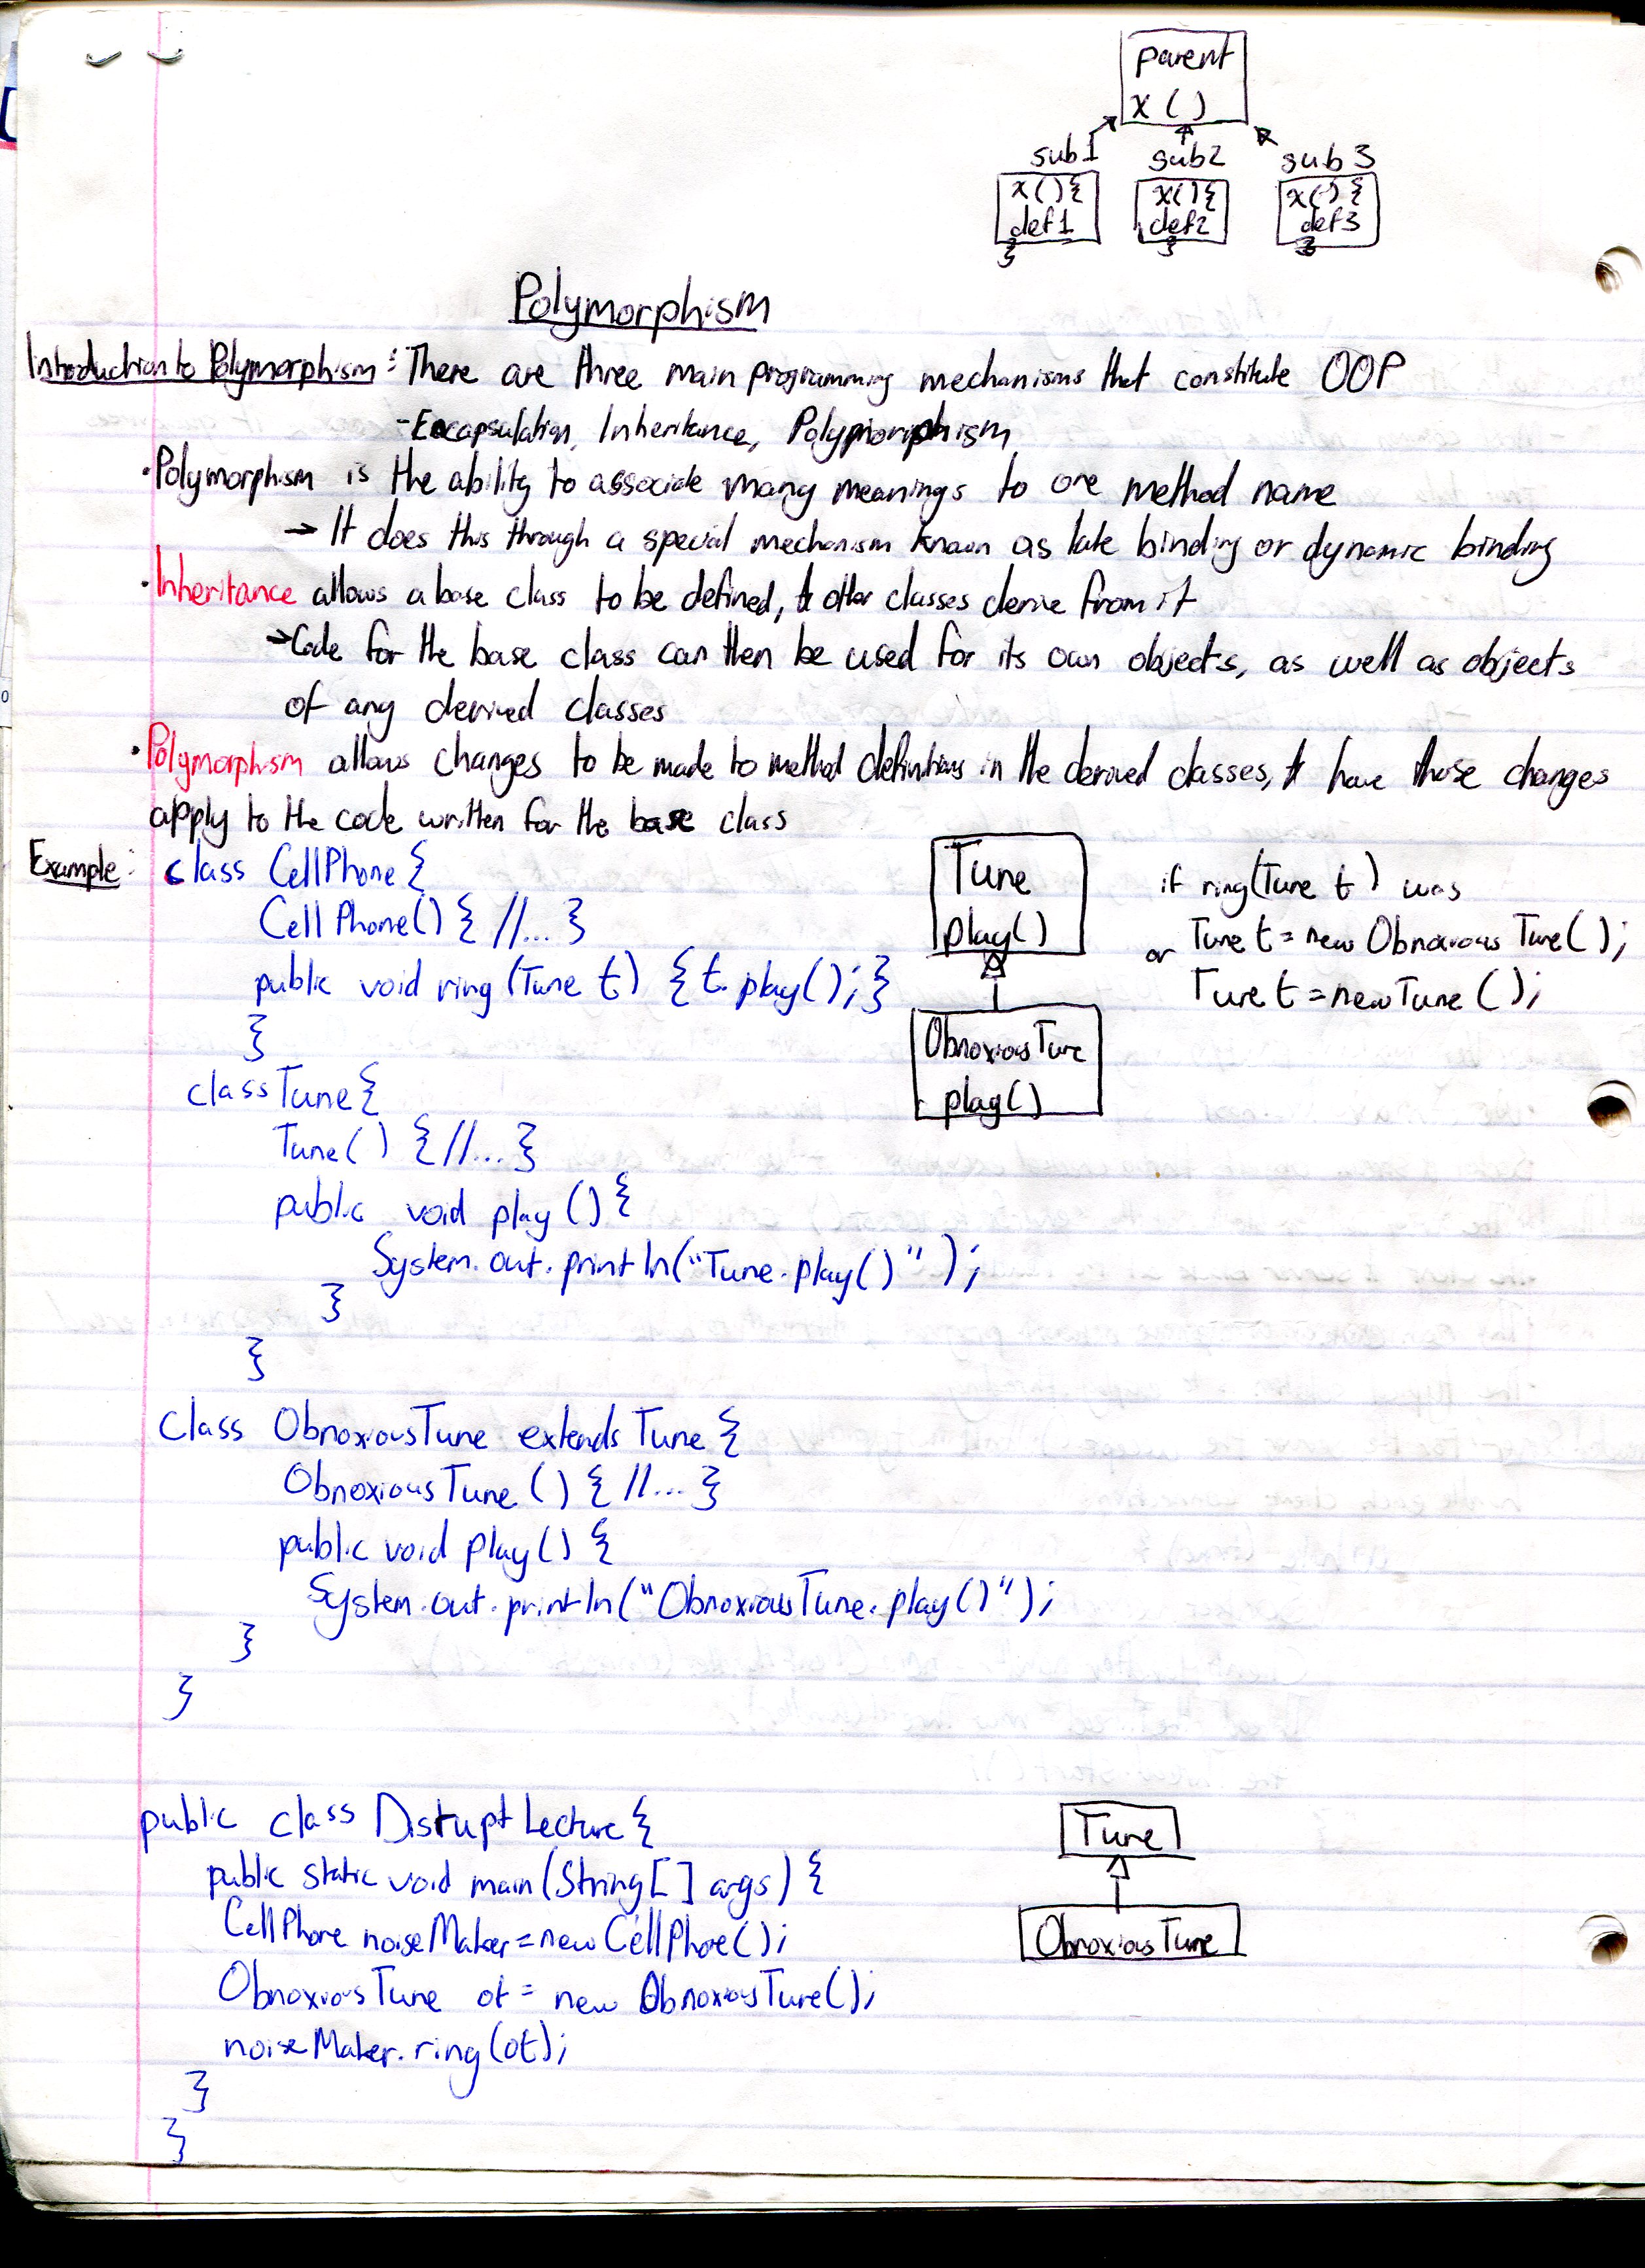 parent
x()
sub1 sub2 sub3
x(){ x(){ x(){
def1 def2 def3
} } }
Polymorphism
Introduction to Polymorphism: There are three main programming mechanisms that constitute OOP
- Encapsulation, Inheritance, Polymorphism
· Polymorphism is the ability to associate many meanings to one method name
→ It does this through a special mechanism known as late binding or dynamic binding
· Inheritance allows a base class to be defined, & other classes derive from it
→ Code for the base class can then be used for its own objects, as well as objects
of any derived classes
· Polymorphism allows changes to be made to method definitions in the derived classes, & have those changes
apply to the code written for the base class
Example: class CellPhone {
CellPhone() { //... }
public void ring (Tune t) { t.play(); }
}
Tune
play()
ObnoxiousTune
play()
if ring(Tune t) was
Tune t = new ObnoxiousTune();
or Tune t = new Tune();
class Tune {
Tune() { //... }
public void play () {
System.out.println("Tune.play()");
}
}
class ObnoxiousTune extends Tune {
ObnoxiousTune () { //... }
public void play() {
System.out.println("ObnoxiousTune.play()");
}
}
public class DisruptLecture {
public static void main(String[] args) {
CellPhone noiseMaker = new CellPhone();
ObnoxiousTune ot = new ObnoxiousTune();
noiseMaker.ring(ot);
}
}
Tune
ObnoxiousTune